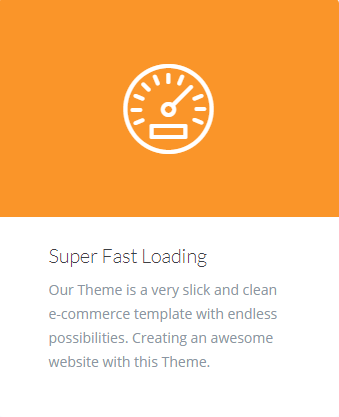 Super Fast Loading
Our Theme is a very slick and clean
e-commerce template with endless
possibilities. Creating an awesome
website with this Theme.